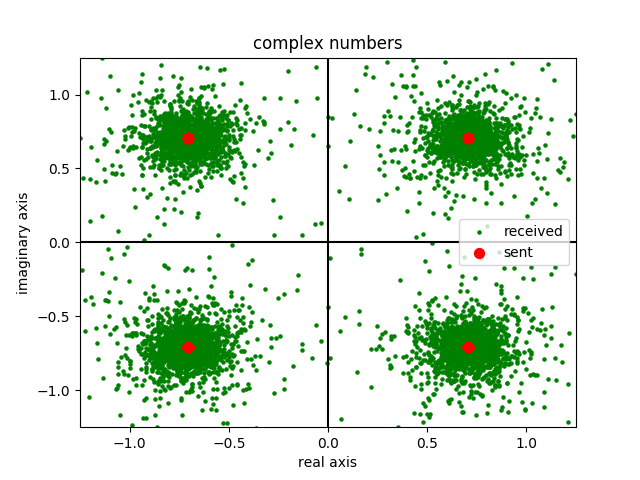 complex numbers
imaginary axis
1.0
0.5
0.0
−0.5
−1.0
received
sent
−1.0 −0.5 0.0 0.5 1.0
real axis